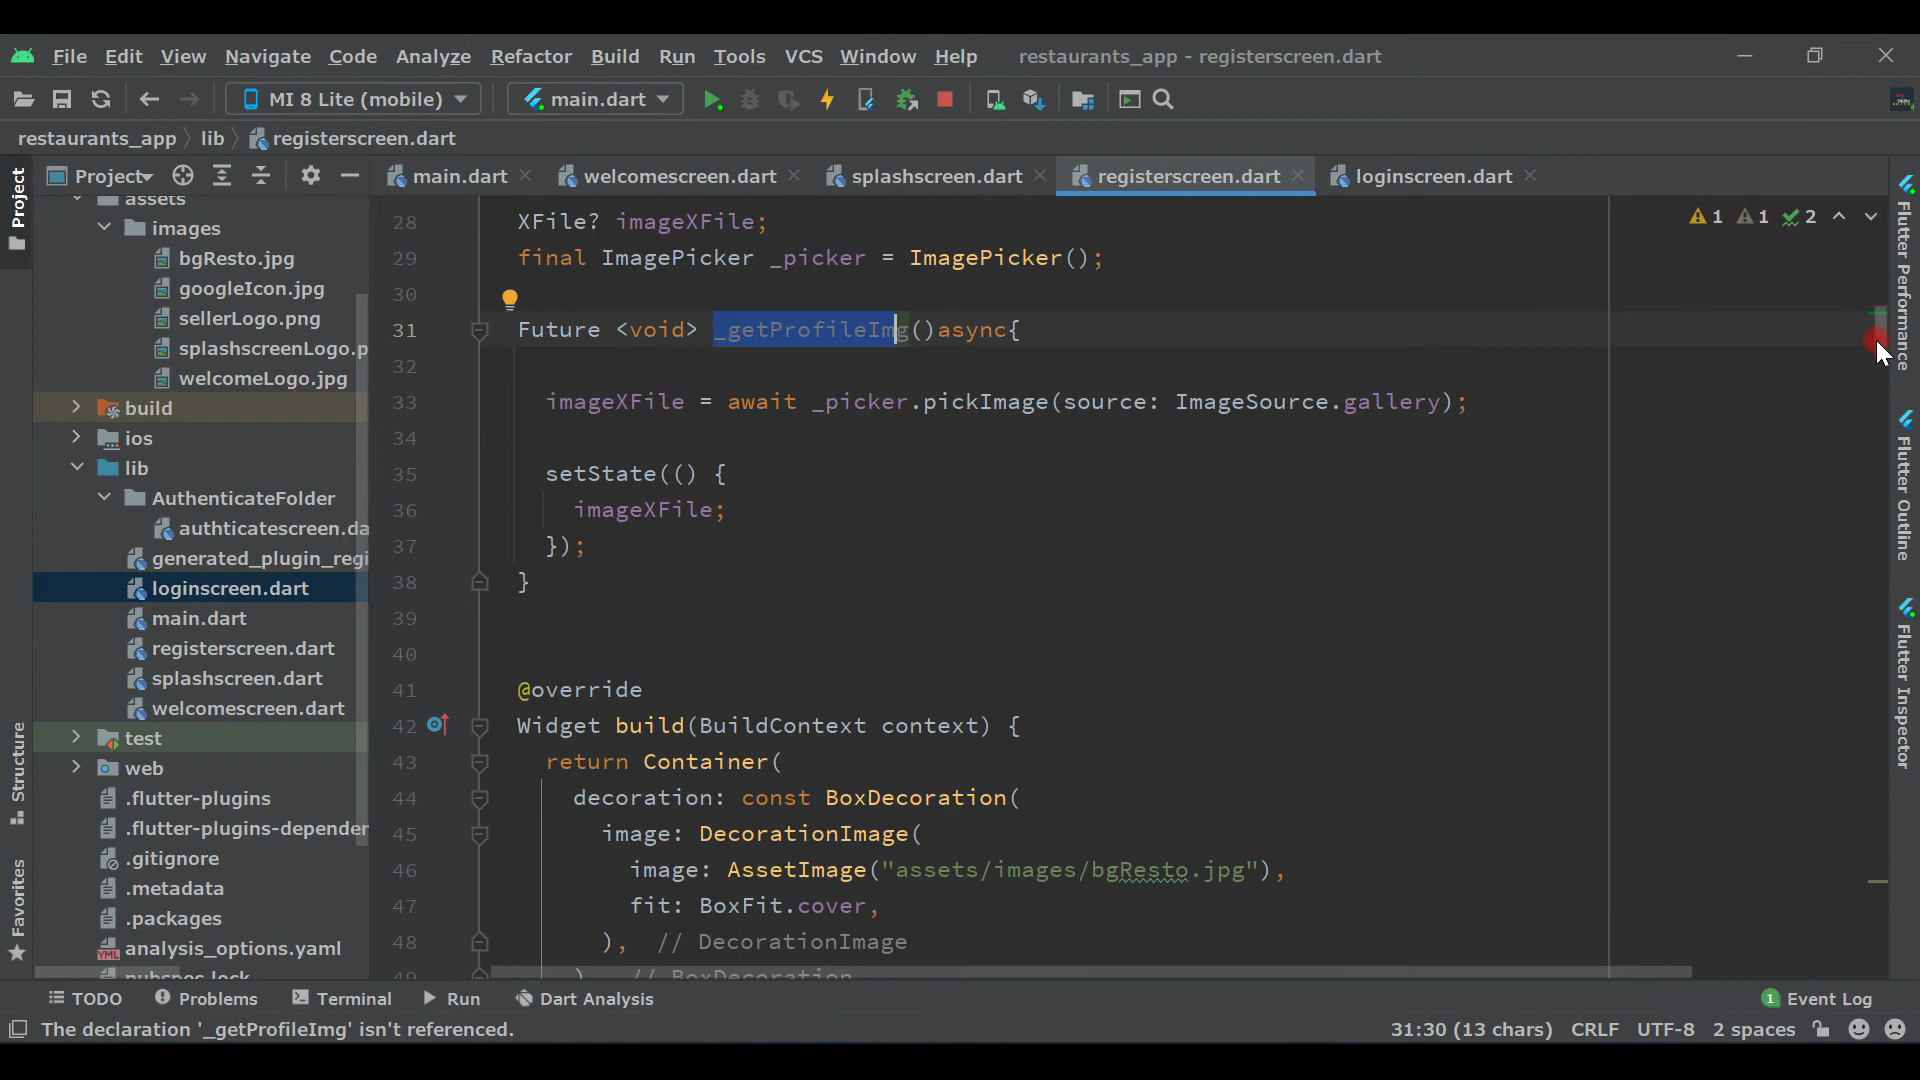 File Edit View Navigate Code Analyze Refactor Build Run Tools VCS Window Help restaurants_app - registerscreen.dart
MI 8 Lite (mobile) main.dart
restaurants_app lib registerscreen.dart
Project main.dart welcomescreen.dart splashscreen.dart registerscreen.dart loginscreen.dart
Project
Structure
Favorites
assets
images
bgResto.jpg
googleIcon.jpg
sellerLogo.png
splashscreenLogo.p
welcomeLogo.jpg
build
ios
lib
AuthenticateFolder
authticatescreen.da
generated_plugin_regi
loginscreen.dart
main.dart
registerscreen.dart
splashscreen.dart
welcomescreen.dart
test
web
.flutter-plugins
.flutter-plugins-depender
.gitignore
.metadata
.packages
analysis_options.yaml
pubspec.lock
28 XFile? imageXFile;
29 final ImagePicker _picker = ImagePicker();
30
31 Future <void> _getProfileImg()async{
32
33 imageXFile = await _picker.pickImage(source: ImageSource.gallery);
34
35 setState(() {
36 imageXFile;
37 });
38 }
39
40
41 @override
42 Widget build(BuildContext context) {
43 return Container(
44 decoration: const BoxDecoration(
45 image: DecorationImage(
46 image: AssetImage("assets/images/bgResto.jpg"),
47 fit: BoxFit.cover,
48 ), // DecorationImage
49 ) // BoxDecoration
1 1 2
Flutter Performance
Flutter Outline
Flutter Inspector
TODO Problems Terminal Run Dart Analysis 1 Event Log
The declaration '_getProfileImg' isn't referenced. 31:30 (13 chars) CRLF UTF-8 2 spaces